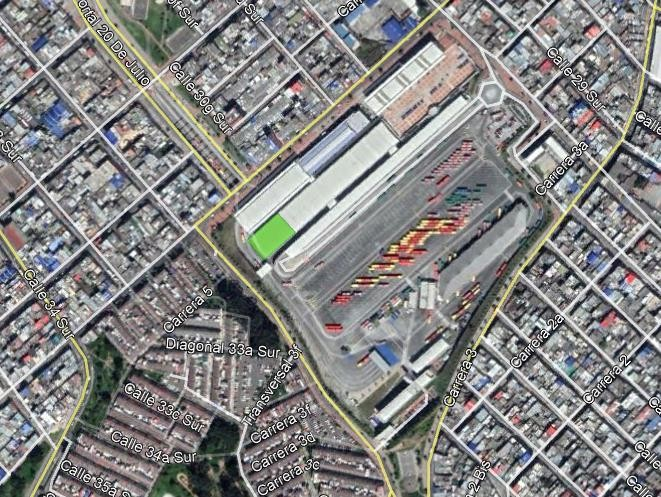 Calle 30g Sur
Calle 29 Sur
Carrera 3a
20 De Julio
Calle 34 Sur
Carrera 5
Diagonal 33a Sur
Transversal 3f
Calle 33c Sur
Carrera 3f
Calle 34a Sur
Carrera 3d
Carrera 3c
Calle 35a Sur
Carrera 3
Carrera 2a
Carrera 2